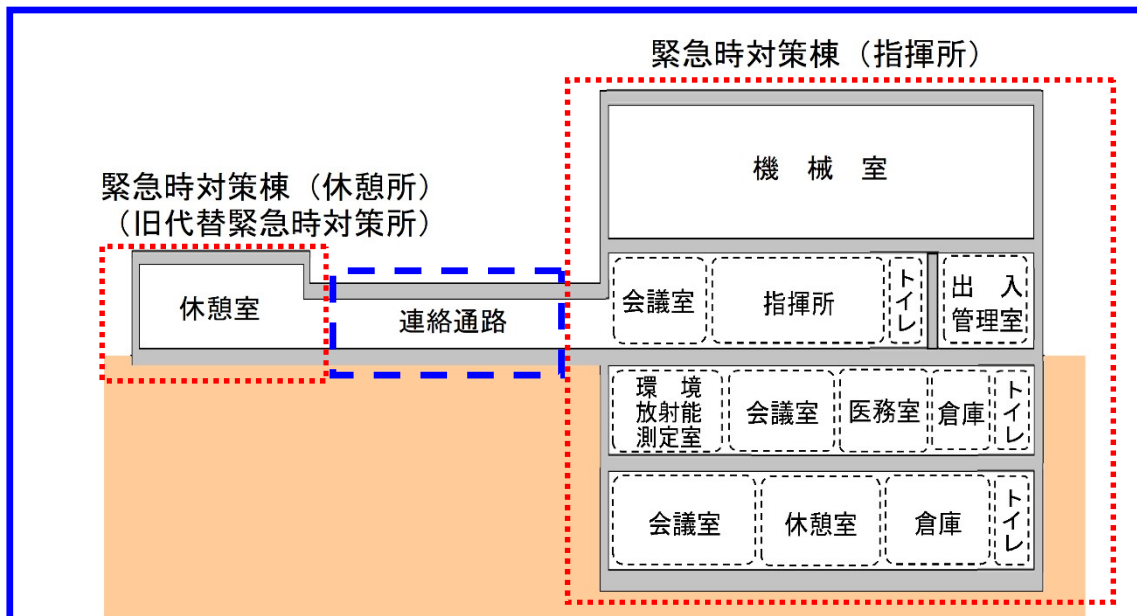 緊急時対策棟（指揮所）
機　械　室
緊急時対策棟（休憩所）
（旧代替緊急時対策所）
休憩室
連絡通路
会議室
指揮所
トイレ
出　入
管理室
環　境
放射能
測定室
会議室
医務室
倉庫
トイレ
会議室
休憩室
倉庫
トイレ